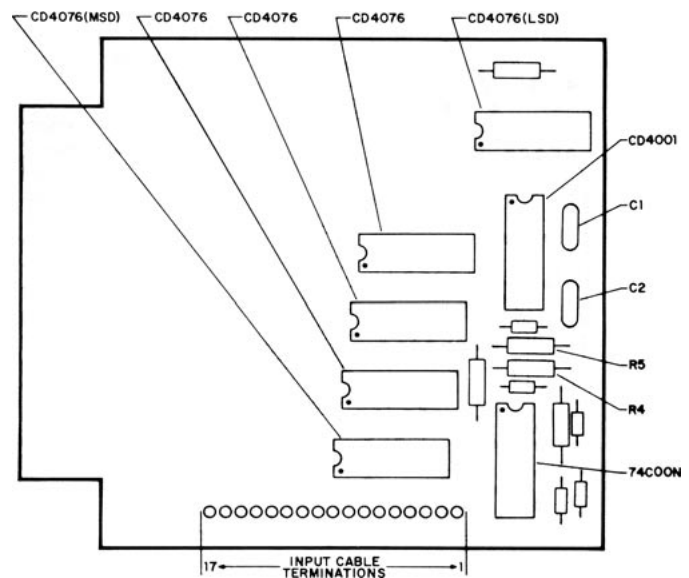 CD4076(MSD)
CD4076
CD4076
CD4076
CD4076(LSD)
CD4001
C1
C2
R5
R4
74C00N
17
INPUT CABLE
TERMINATIONS
1